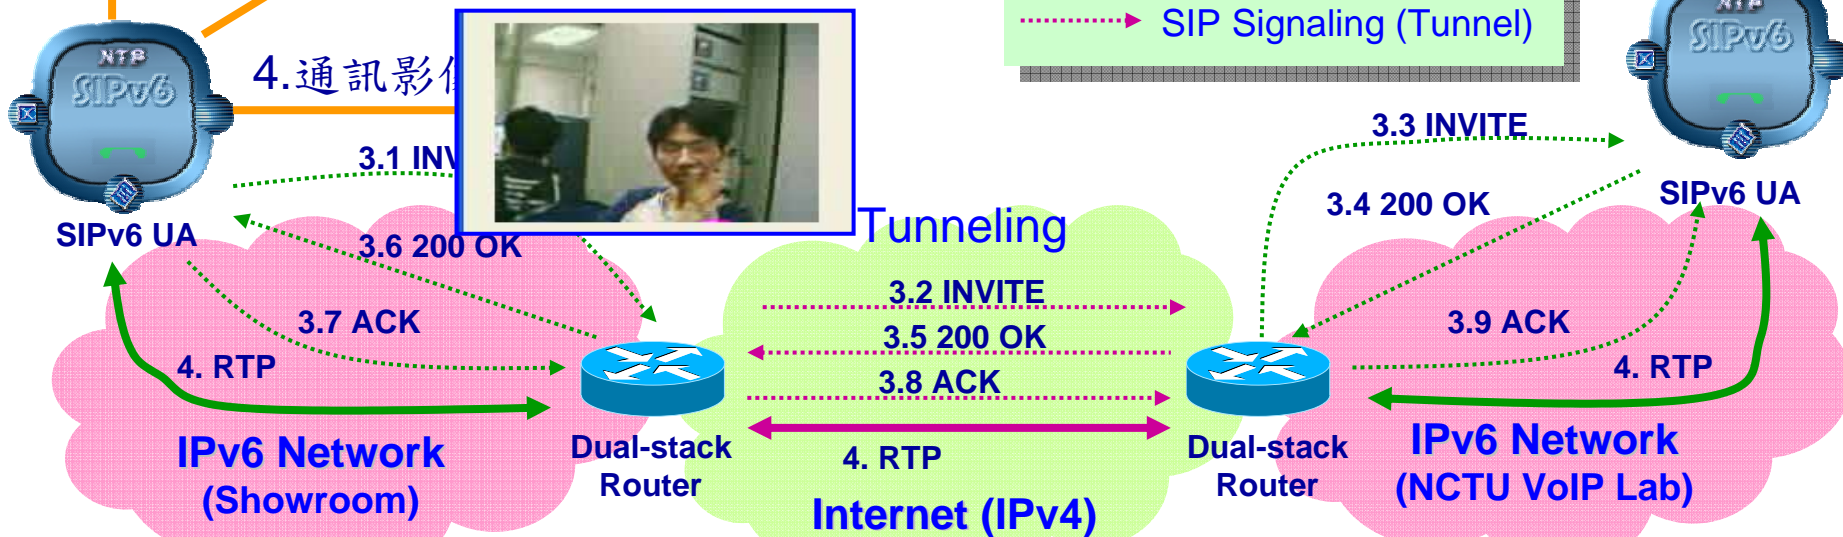 SIP Signaling (Tunnel)
NTP
SIPv6
NTP
SIPv6
4.通訊影
3.1 INV
3.3 INVITE
3.4 200 OK
SIPv6 UA
SIPv6 UA
3.6 200 OK
Tunneling
3.2 INVITE
3.7 ACK
3.5 200 OK
3.9 ACK
4. RTP
3.8 ACK
4. RTP
IPv6 Network
(Showroom)
Dual-stack
Router
4. RTP
Internet (IPv4)
Dual-stack
Router
IPv6 Network
(NCTU VoIP Lab)